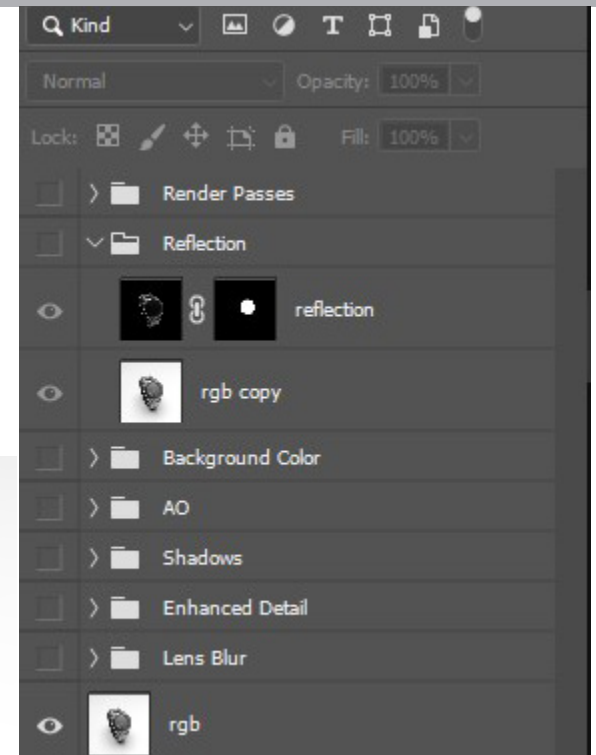 Kind
Normal Opacity: 100%
Lock: Fill: 100%
Render Passes
Reflection
reflection
rgb copy
Background Color
AO
Shadows
Enhanced Detail
Lens Blur
rgb